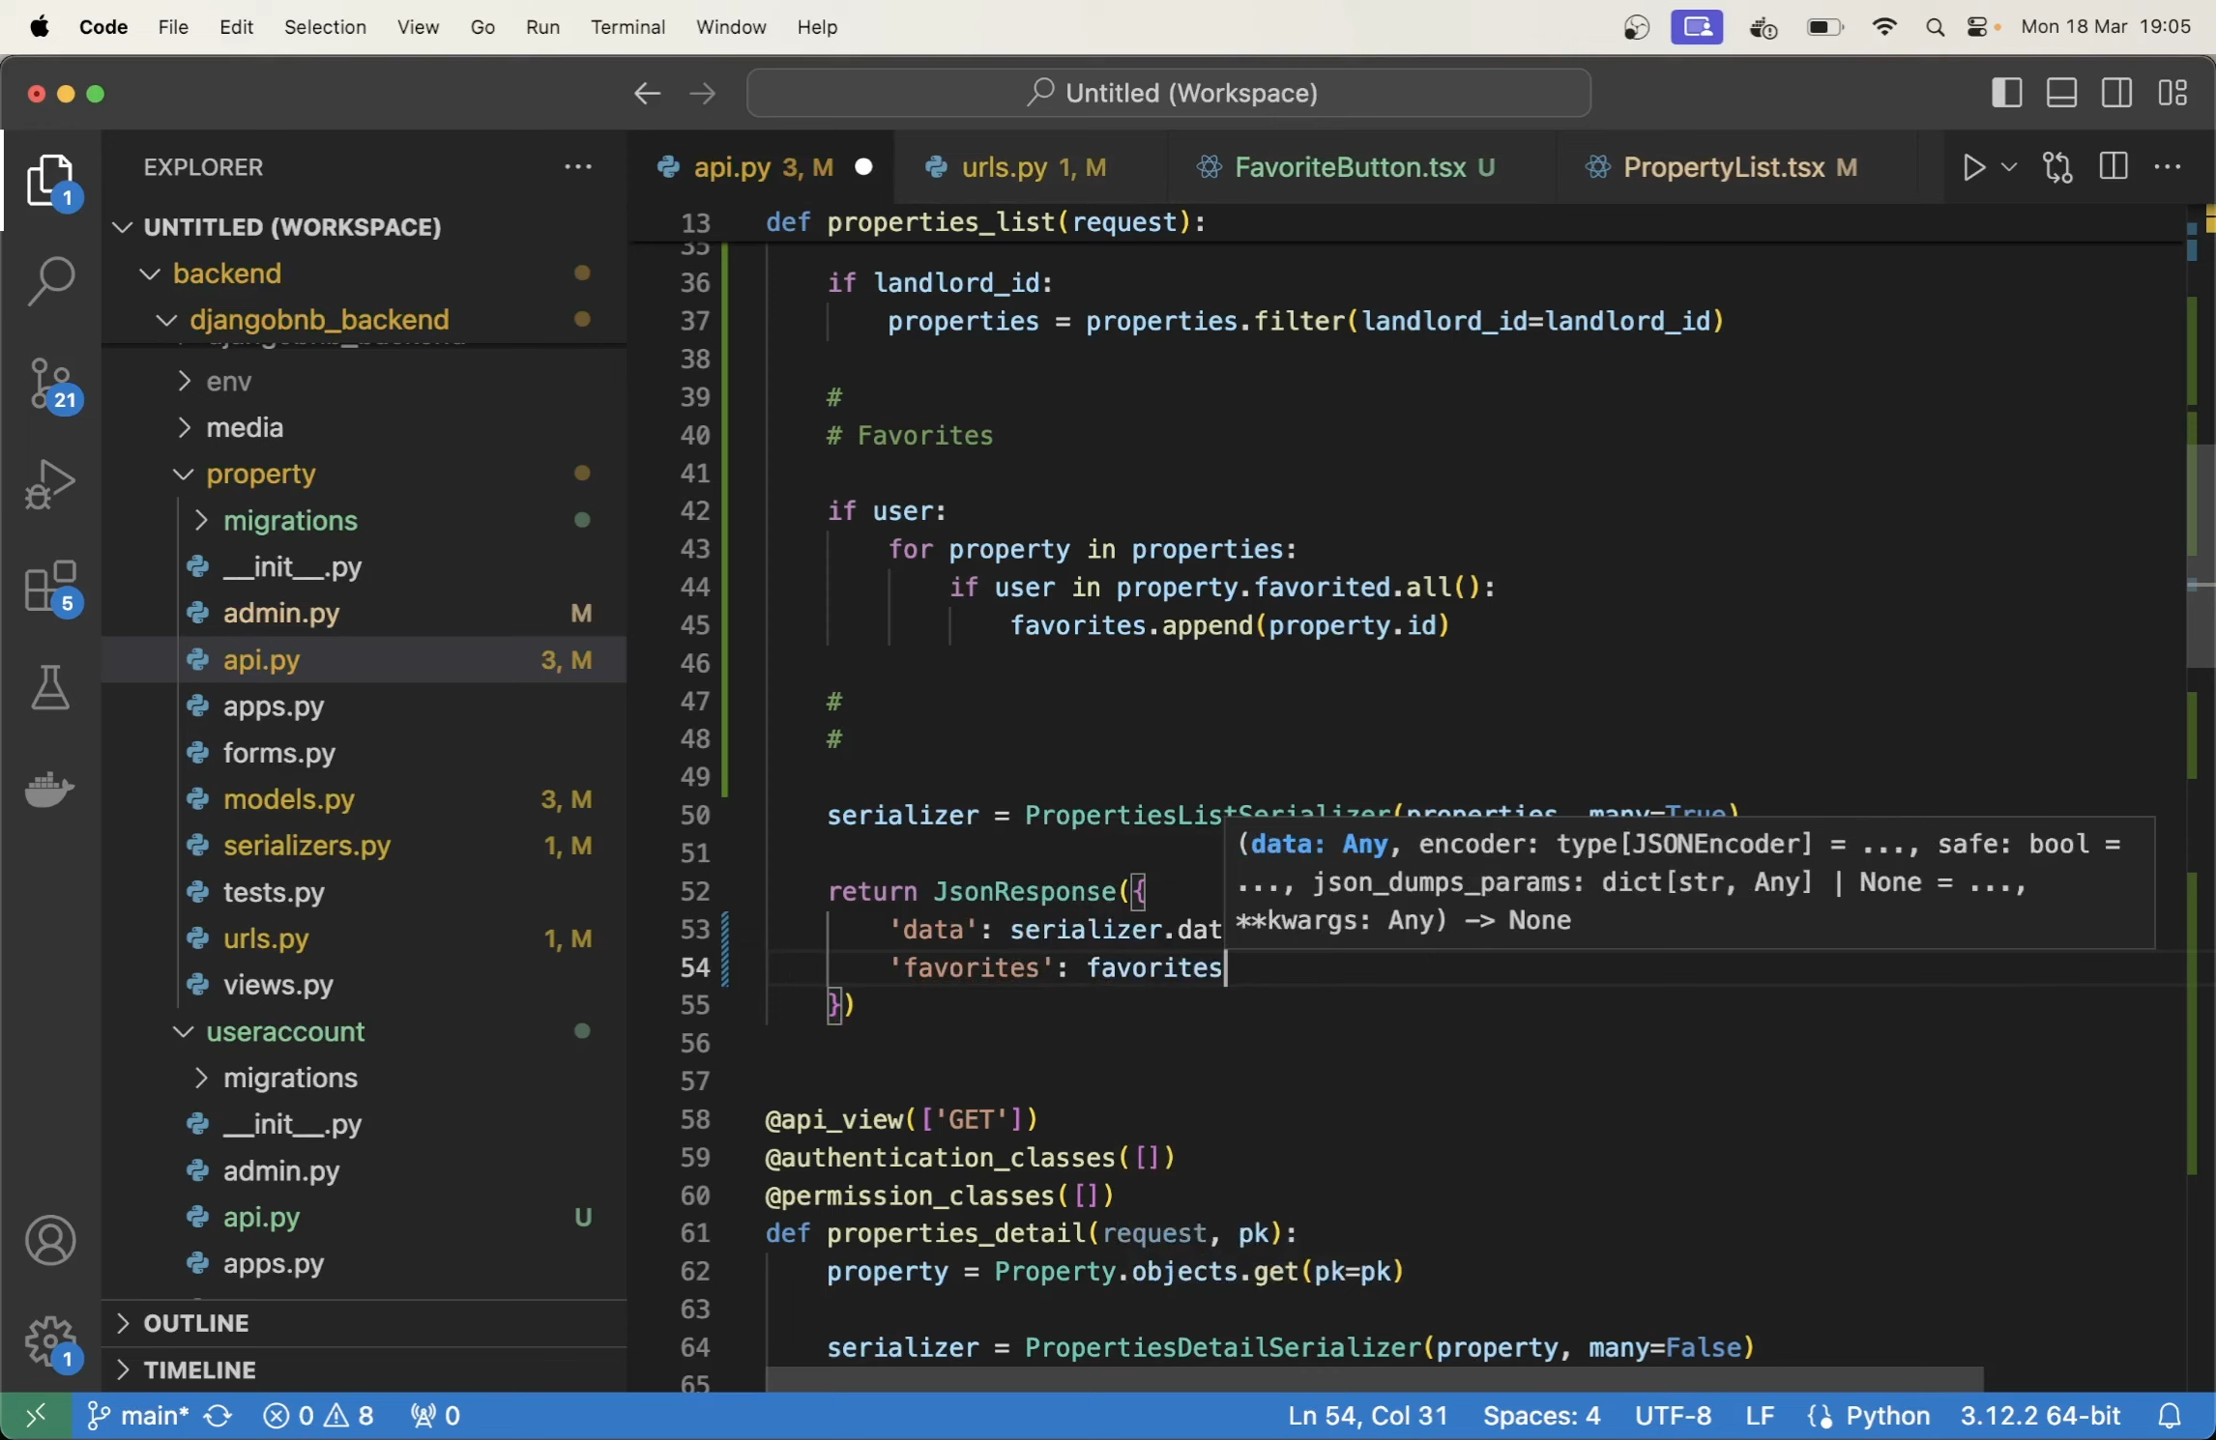 Code File Edit Selection View Go Run Terminal Window Help Mon 18 Mar 19:05
Untitled (Workspace)
EXPLORER
UNTITLED (WORKSPACE)
backend
djangobnb_backend
env
media
property
migrations
__init__.py
admin.py M
api.py 3, M
apps.py
forms.py
models.py 3, M
serializers.py 1, M
tests.py
urls.py 1, M
views.py
useraccount
migrations
__init__.py
admin.py
api.py U
apps.py
OUTLINE
TIMELINE
1
21
5
1
api.py 3, M urls.py 1, M FavoriteButton.tsx U PropertyList.tsx M
13 def properties_list(request):
35
36 if landlord_id:
37 properties = properties.filter(landlord_id=landlord_id)
38
39 #
40 # Favorites
41
42 if user:
43 for property in properties:
44 if user in property.favorited.all():
45 favorites.append(property.id)
46
47 #
48 #
49
50 serializer = PropertiesListSerializer(properties, many=True)
51
52 return JsonResponse({
53 'data': serializer.dat
54 'favorites': favorites
55 })
56
57
58 @api_view(['GET'])
59 @authentication_classes([])
60 @permission_classes([])
61 def properties_detail(request, pk):
62 property = Property.objects.get(pk=pk)
63
64 serializer = PropertiesDetailSerializer(property, many=False)
65
(data: Any, encoder: type[JSONEncoder] = ..., safe: bool =
..., json_dumps_params: dict[str, Any] | None = ...,
**kwargs: Any) -> None
main* 0 8 0 Ln 54, Col 31 Spaces: 4 UTF-8 LF Python 3.12.2 64-bit